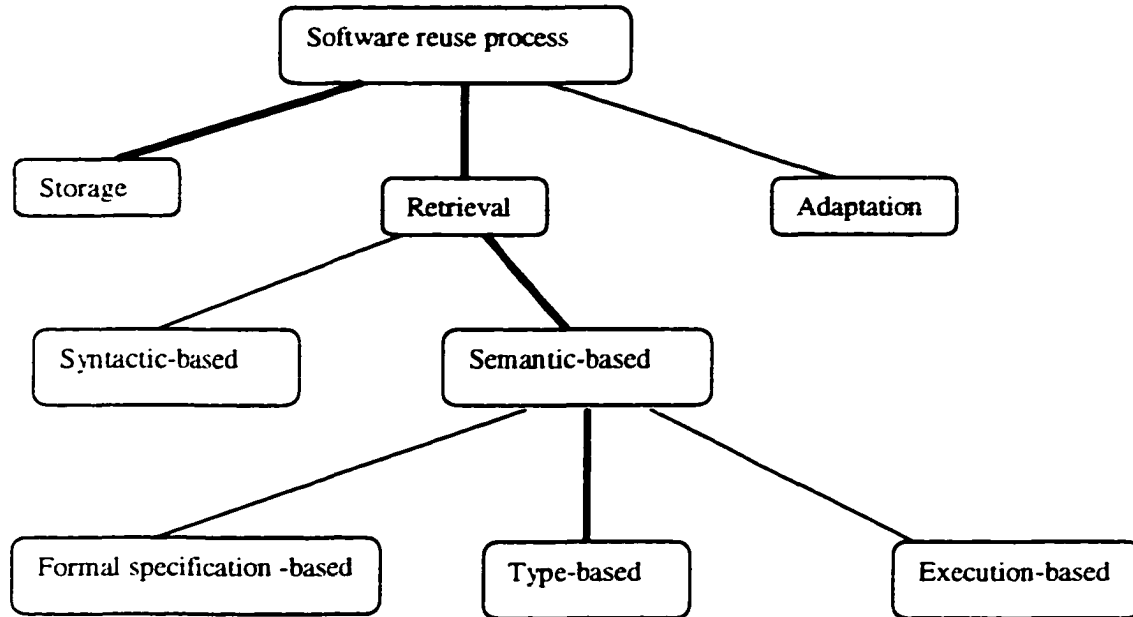 Software reuse process
Storage
Retrieval
Adaptation
Syntactic-based
Semantic-based
Formal specification -based
Type-based
Execution-based